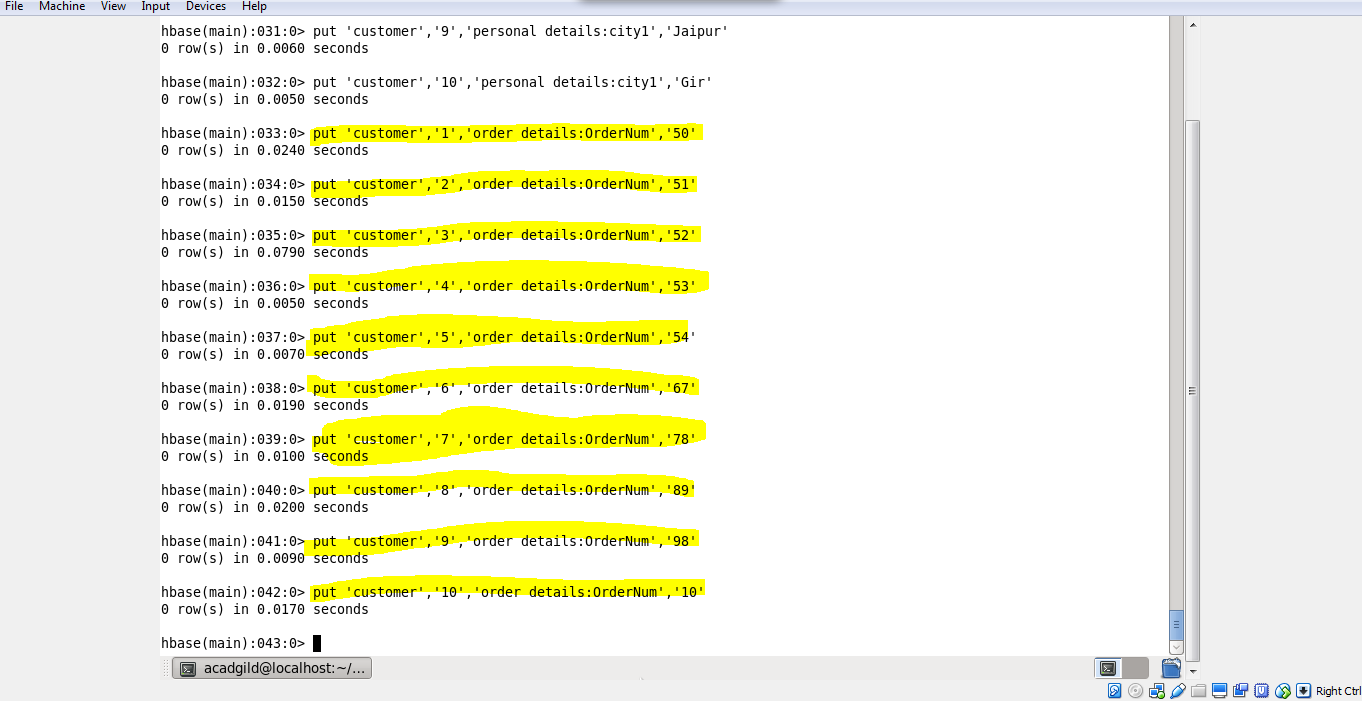 File Machine View Input Devices Help
hbase(main):031:0> put 'customer','9','personal details:city1','Jaipur'
0 row(s) in 0.0060 seconds
hbase(main):032:0> put 'customer','10','personal details:city1','Gir'
0 row(s) in 0.0050 seconds
hbase(main):033:0> put 'customer','1','order details:OrderNum','50'
0 row(s) in 0.0240 seconds
hbase(main):034:0> put 'customer','2','order details:OrderNum','51'
0 row(s) in 0.0150 seconds
hbase(main):035:0> put 'customer','3','order details:OrderNum','52'
0 row(s) in 0.0790 seconds
hbase(main):036:0> put 'customer','4','order details:OrderNum','53'
0 row(s) in 0.0050 seconds
hbase(main):037:0> put 'customer','5','order details:OrderNum','54'
0 row(s) in 0.0070 seconds
hbase(main):038:0> put 'customer','6','order details:OrderNum','67'
0 row(s) in 0.0190 seconds
hbase(main):039:0> put 'customer','7','order details:OrderNum','78'
0 row(s) in 0.0100 seconds
hbase(main):040:0> put 'customer','8','order details:OrderNum','89'
0 row(s) in 0.0200 seconds
hbase(main):041:0> put 'customer','9','order details:OrderNum','98'
0 row(s) in 0.0090 seconds
hbase(main):042:0> put 'customer','10','order details:OrderNum','10'
0 row(s) in 0.0170 seconds
hbase(main):043:0>
acadgild@localhost:~/...
Right Ctrl